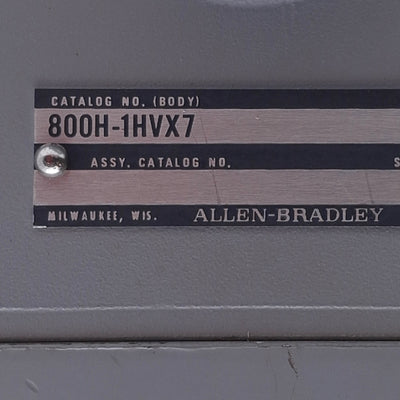 CATALOG NO. (BODY)
800H-1HVX7
ASSY. CATALOG NO. S
MILWAUKEE, WIS. ALLEN-BRADLEY